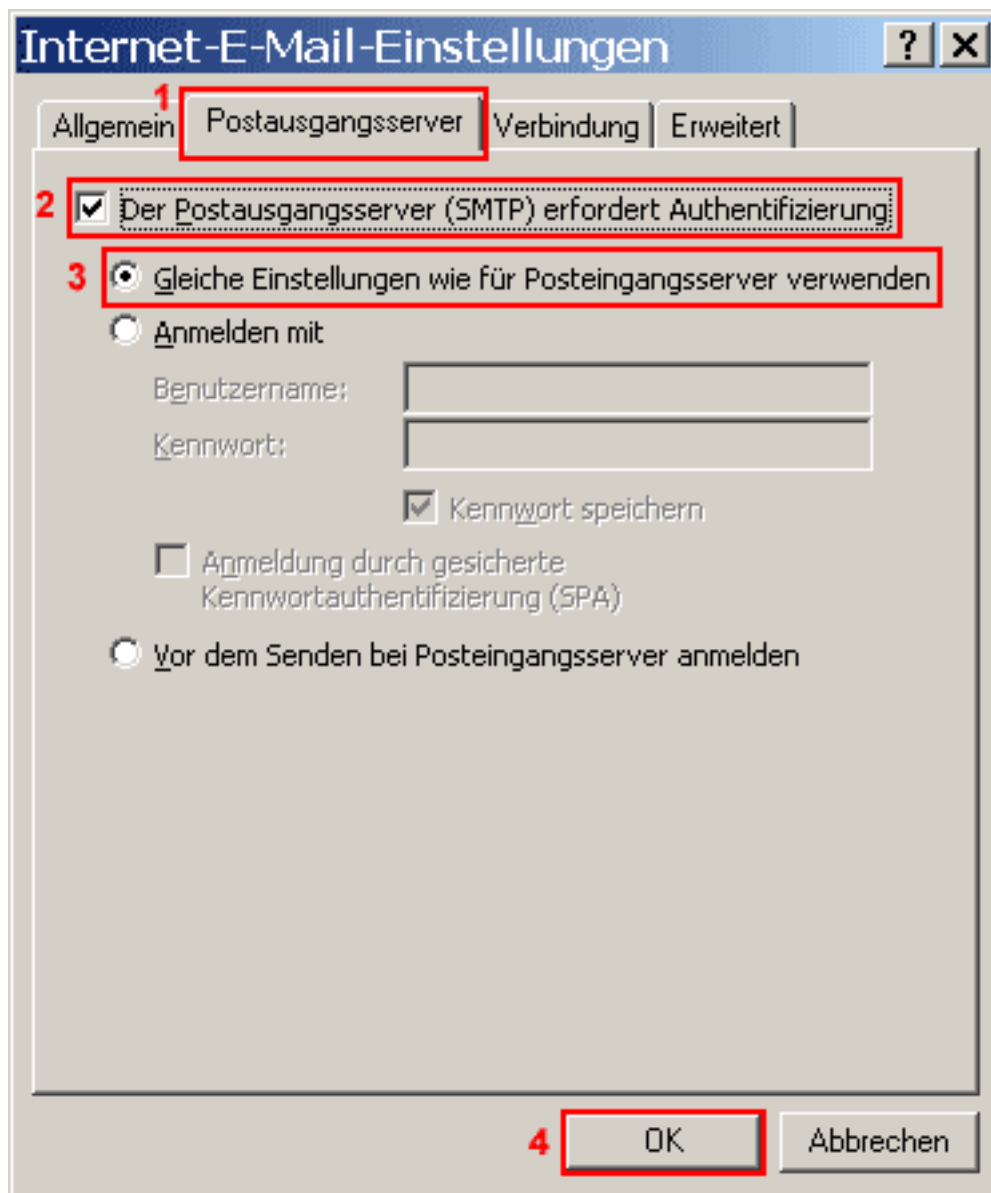 Internet-E-Mail-Einstellungen
1
Allgemein Postausgangsserver Verbindung Erweitert
2 Der Postausgangsserver (SMTP) erfordert Authentifizierung
3 Gleiche Einstellungen wie für Posteingangsserver verwenden
Anmelden mit
Benutzername:
Kennwort:
Kennwort speichern
Anmeldung durch gesicherte
Kennwortauthentifizierung (SPA)
Vor dem Senden bei Posteingangsserver anmelden
4 OK Abbrechen